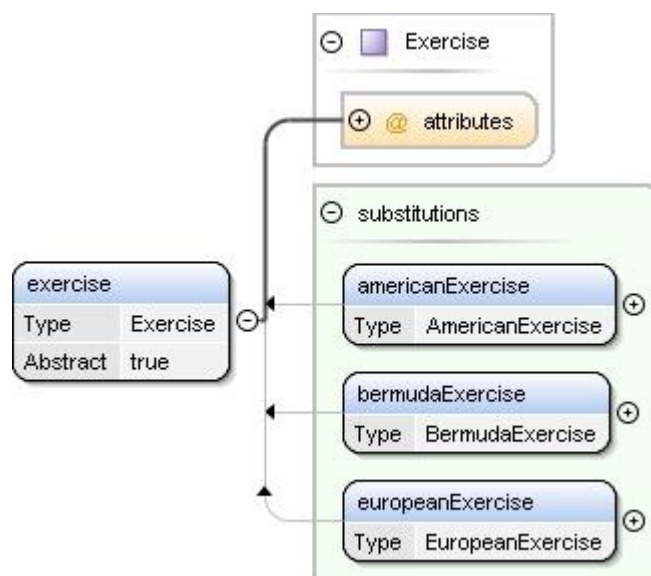 Exercise
@ attributes
substitutions
exercise
Type Exercise
Abstract true
americanExercise
Type AmericanExercise
bermudaExercise
Type BermudaExercise
europeanExercise
Type EuropeanExercise